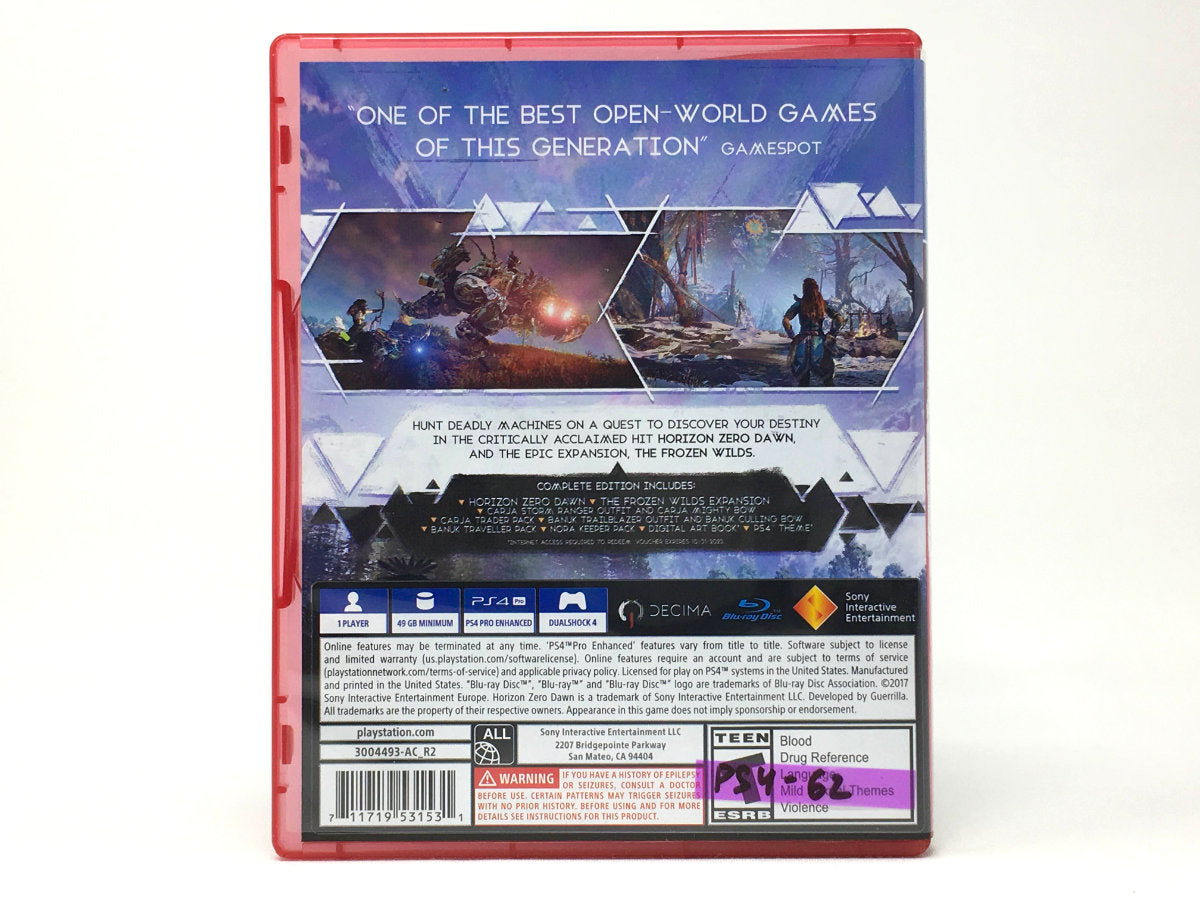 "ONE OF THE BEST OPEN-WORLD GAMES
OF THIS GENERATION" GAMESPOT
HUNT DEADLY MACHINES ON A QUEST TO DISCOVER YOUR DESTINY
IN THE CRITICALLY ACCLAIMED HIT HORIZON ZERO DAWN,
AND THE EPIC EXPANSION, THE FROZEN WILDS.
COMPLETE EDITION INCLUDES:
▼ HORIZON ZERO DAWN ▼ THE FROZEN WILDS EXPANSION
▼ CARJA STORM RANGER OUTFIT AND CARJA MIGHTY BOW
▼ CARJA TRADER PACK ▼ BANUK TRAILBLAZER OUTFIT AND BANUK CULLING BOW
▼ BANUK TRAVELLER PACK ▼ NORA KEEPER PACK ▼ DIGITAL ART BOOK* ▼ PS4™ THEME*
*INTERNET ACCESS REQUIRED TO REDEEM. VOUCHER EXPIRES 10-31-2023.
1 PLAYER
49 GB MINIMUM
PS4 Pro
PS4 PRO ENHANCED
DUALSHOCK 4
DECIMA
Blu-ray Disc™
Sony
Interactive
Entertainment
Online features may be terminated at any time. 'PS4™Pro Enhanced' features vary from title to title. Software subject to license
and limited warranty (us.playstation.com/softwarelicense). Online features require an account and are subject to terms of service
(playstationnetwork.com/terms-of-service) and applicable privacy policy. Licensed for play on PS4™ systems in the United States. Manufactured
and printed in the United States. "Blu-ray Disc™", "Blu-ray™" and "Blu-ray Disc™" logo are trademarks of Blu-ray Disc Association. ©2017
Sony Interactive Entertainment Europe. Horizon Zero Dawn is a trademark of Sony Interactive Entertainment LLC. Developed by Guerrilla.
All trademarks are the property of their respective owners. Appearance in this game does not imply sponsorship or endorsement.
playstation.com
3004493-AC_R2
ALL
Sony Interactive Entertainment LLC
2207 Bridgepointe Parkway
San Mateo, CA 94404
7 11719 53153 1
WARNING IF YOU HAVE A HISTORY OF EPILEPSY
OR SEIZURES, CONSULT A DOCTOR
BEFORE USE. CERTAIN PATTERNS MAY TRIGGER SEIZURES
WITH NO PRIOR HISTORY. BEFORE USING AND FOR MORE
DETAILS SEE INSTRUCTIONS FOR THIS PRODUCT.
TEEN
T
ESRB
Blood
Drug Reference
Language
Mild Themes
Violence
PS4-62